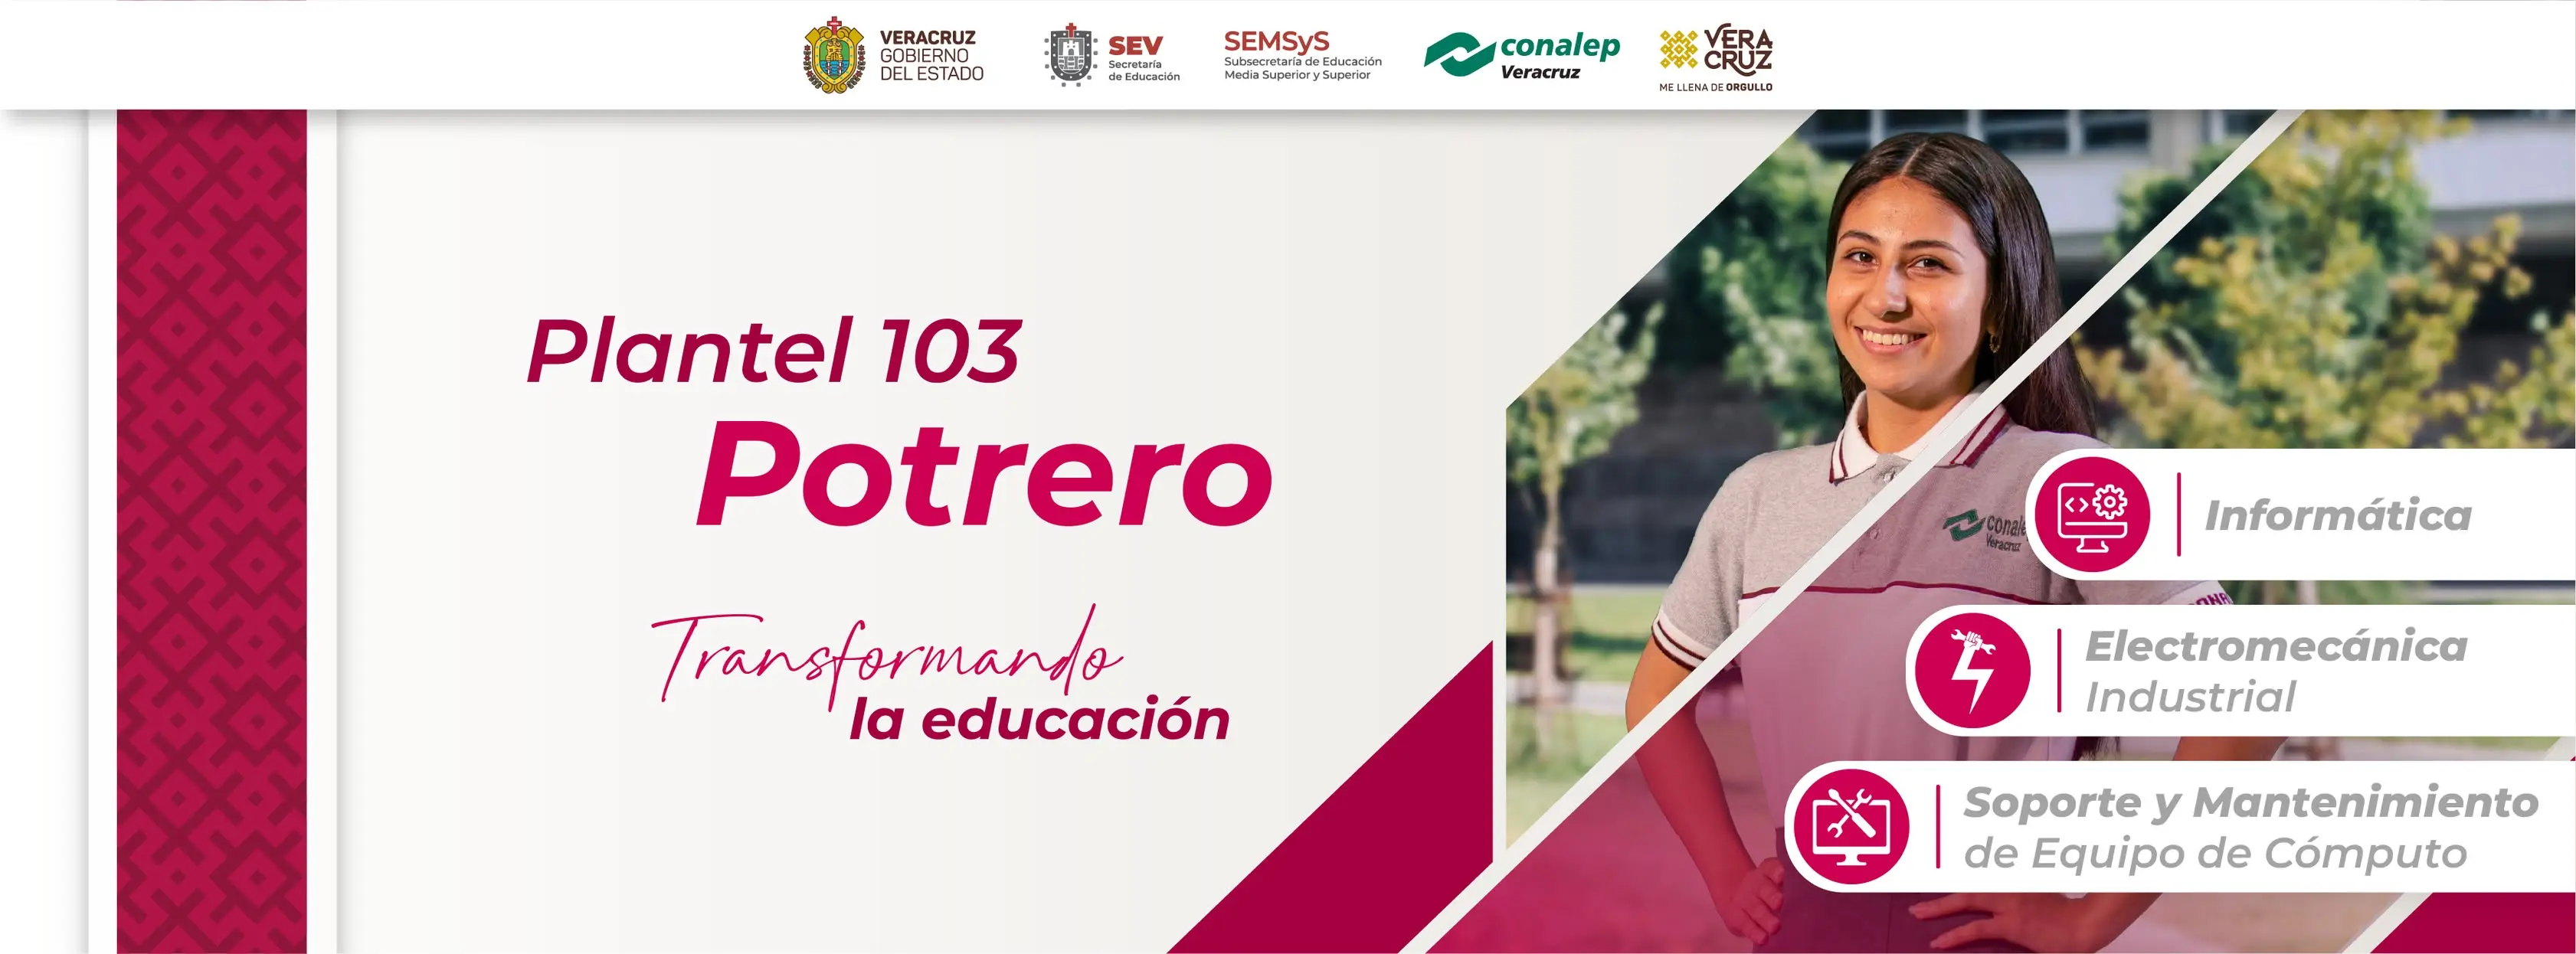 VERACRUZ
GOBIERNO
DEL ESTADO
SEV
Secretaría
de Educación
SEMSyS
Subsecretaría de Educación
Media Superior y Superior
conalep
Veracruz
VERA
CRUZ
ME LLENA DE ORGULLO
Plantel 103
Potrero
Transformando
la educación
conale
Veracruz
Informática
Electromecánica
Industrial
Soporte y Mantenimiento
de Equipo de Cómputo